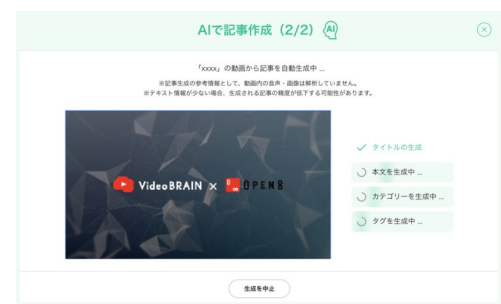 AIで記事作成（2/2） AI
「xxxx」の動画から記事を自動生成中 ...
※記事生成の参考情報として、動画内の音声・画像は解析していません。
※テキスト情報が少ない場合、生成される記事の精度が低下する可能性があります。
VideoBRAIN × OPEN8
✓ タイトルの生成
本文を生成中 ...
カテゴリーを生成中 ...
タグを生成中 ...
生成を中止